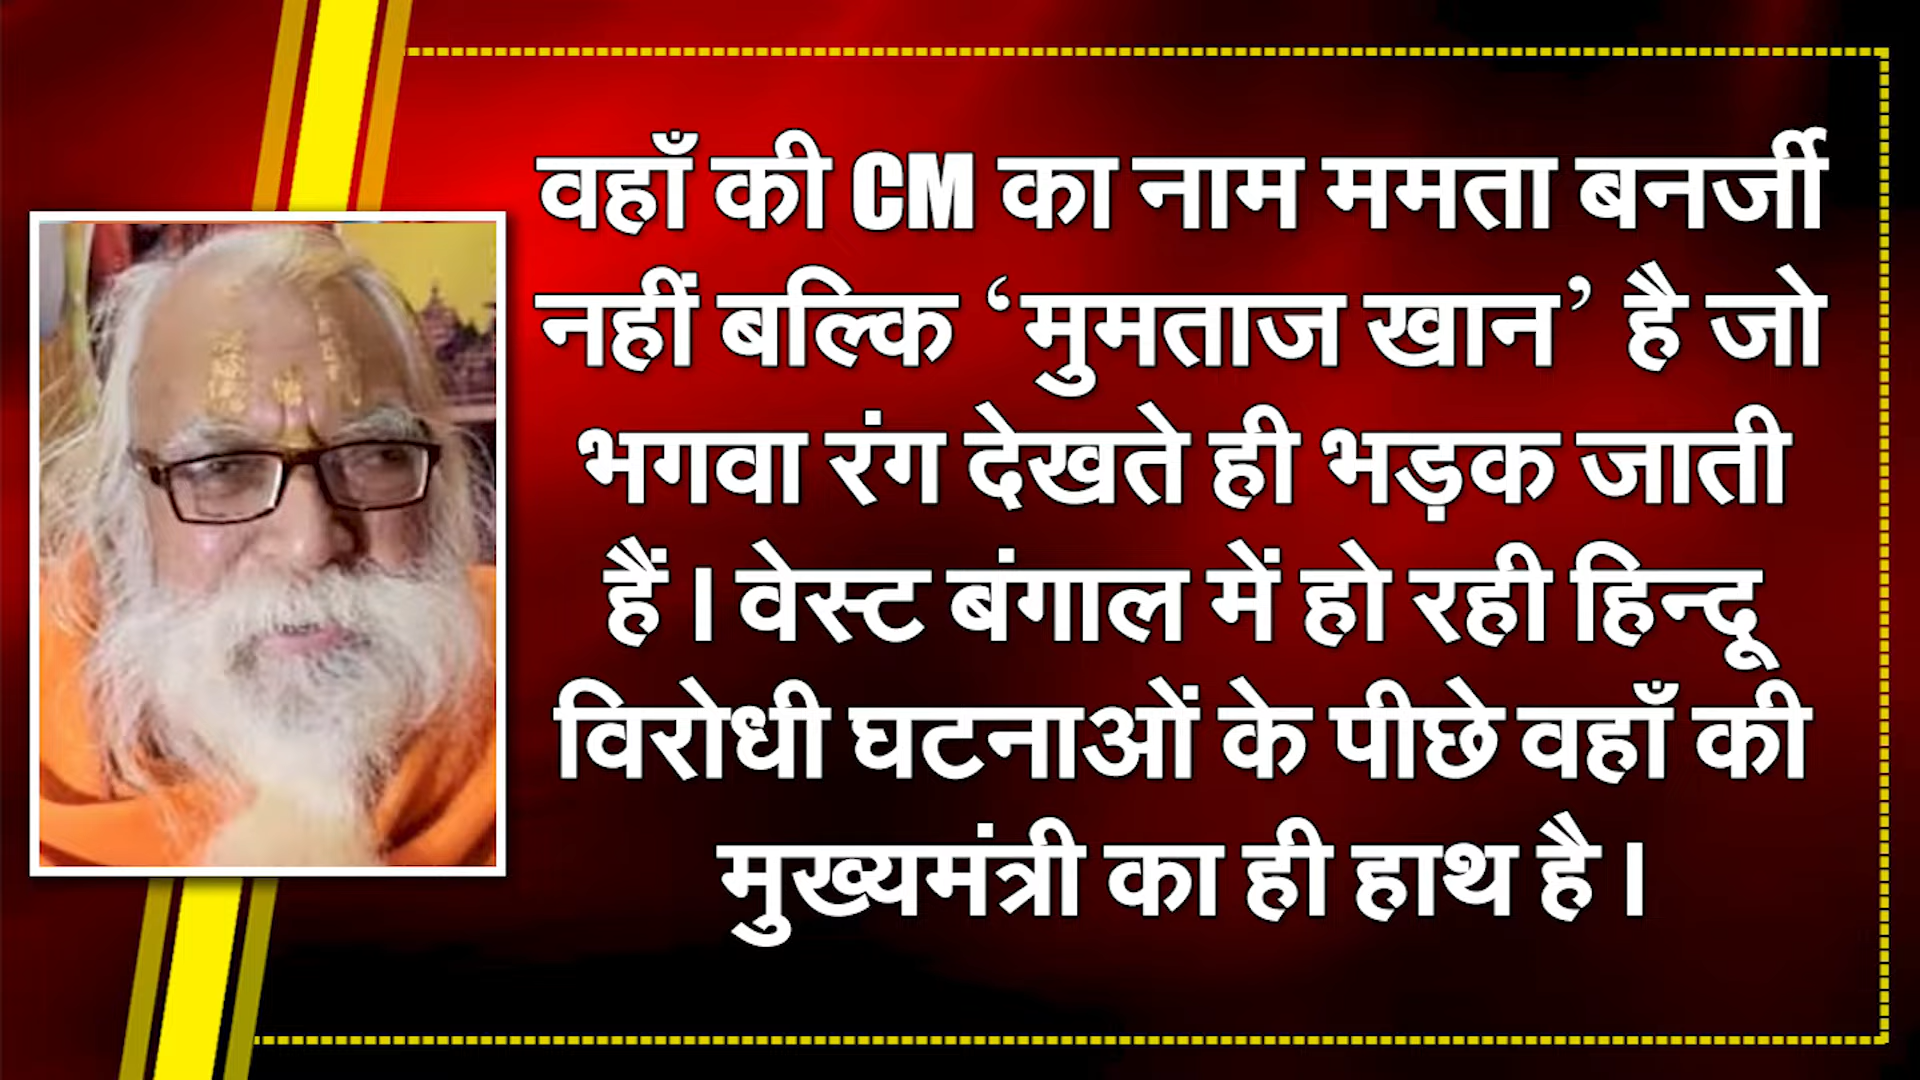 वहाँ की CM का नाम ममता बनर्जी
नहीं बल्कि ‘मुमताज खान’ है जो
भगवा रंग देखते ही भड़क जाती
हैं । वेस्ट बंगाल में हो रही हिन्दू
विरोधी घटनाओं के पीछे वहाँ की
मुख्यमंत्री का ही हाथ है ।